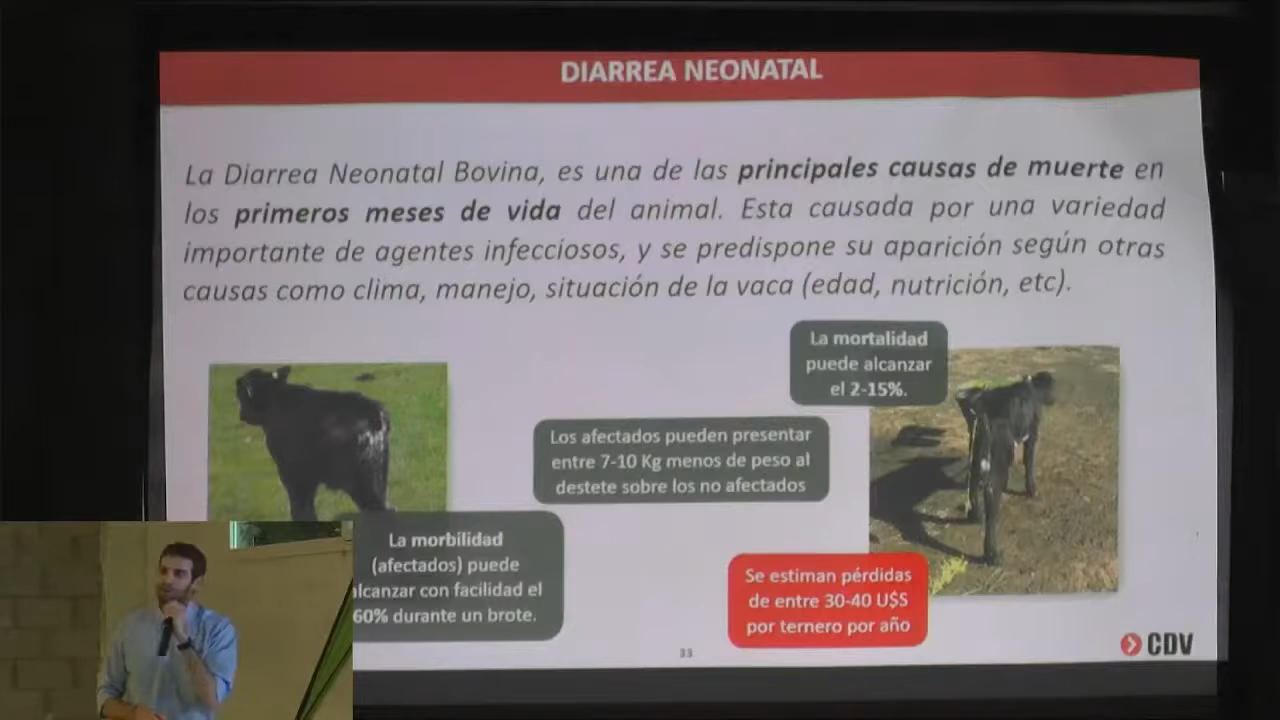 DIARREA NEONATAL
La Diarrea Neonatal Bovina, es una de las principales causas de muerte en
los primeros meses de vida del animal. Esta causada por una variedad
importante de agentes infecciosos, y se predispone su aparición según otras
causas como clima, manejo, situación de la vaca (edad, nutrición, etc).
La mortalidad
puede alcanzar
el 2-15%.
Los afectados pueden presentar
entre 7-10 Kg menos de peso al
destete sobre los no afectados
La morbilidad
(afectados) puede
alcanzar con facilidad el
60% durante un brote.
Se estiman pérdidas
de entre 30-40 U$S
por ternero por año
33
CDV